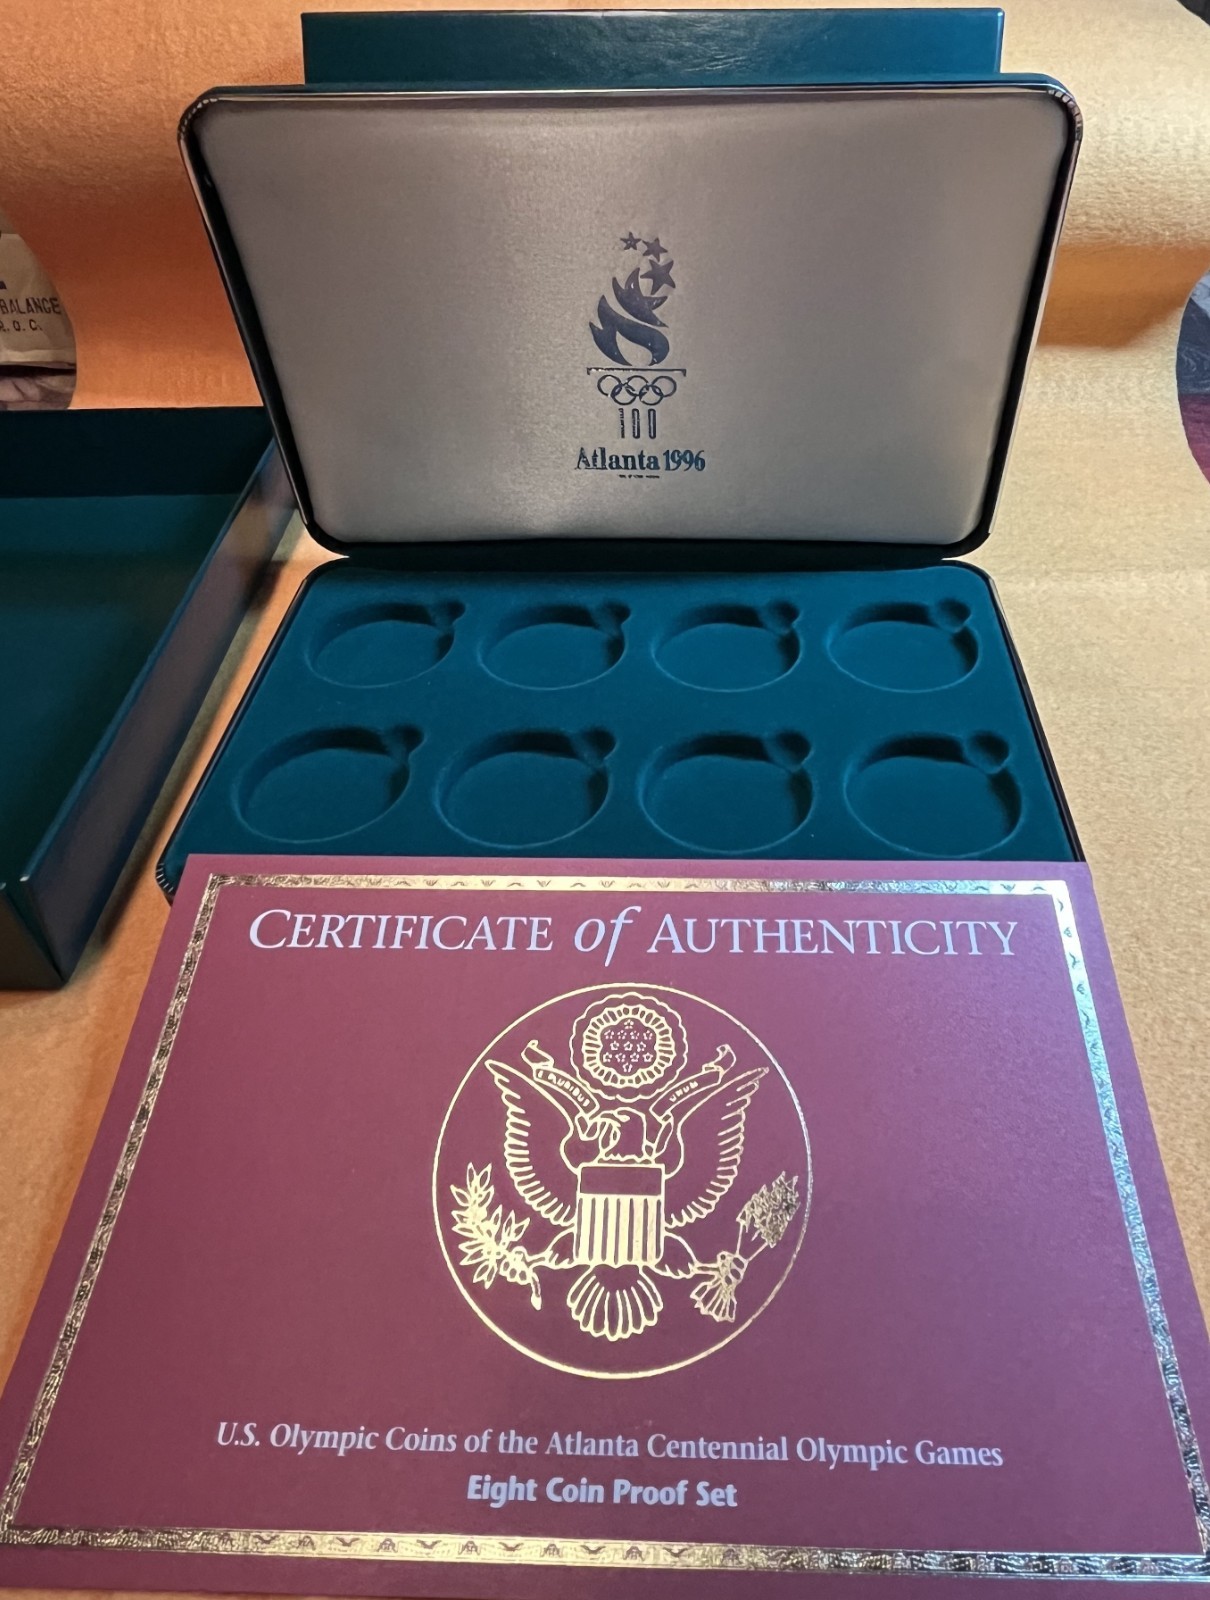 BALANCE
R.O.C.
100
Atlanta 1996
CERTIFICATE of AUTHENTICITY
E PLURIBUS UNUM
U.S. Olympic Coins of the Atlanta Centennial Olympic Games
Eight Coin Proof Set